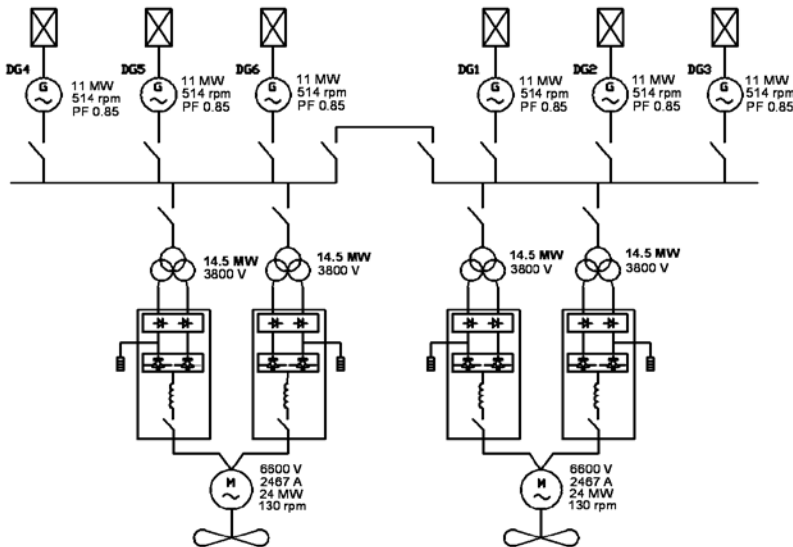 DG4
G
11 MW
514 rpm
PF 0.85
DG5
G
11 MW
514 rpm
PF 0.85
DG6
G
11 MW
514 rpm
PF 0.85
DG1
G
11 MW
514 rpm
PF 0.85
DG2
G
11 MW
514 rpm
PF 0.85
DG3
G
11 MW
514 rpm
PF 0.85
14.5 MW
3800 V
14.5 MW
3800 V
14.5 MW
3800 V
14.5 MW
3800 V
M
6600 V
2467 A
24 MW
130 rpm
M
6600 V
2467 A
24 MW
130 rpm